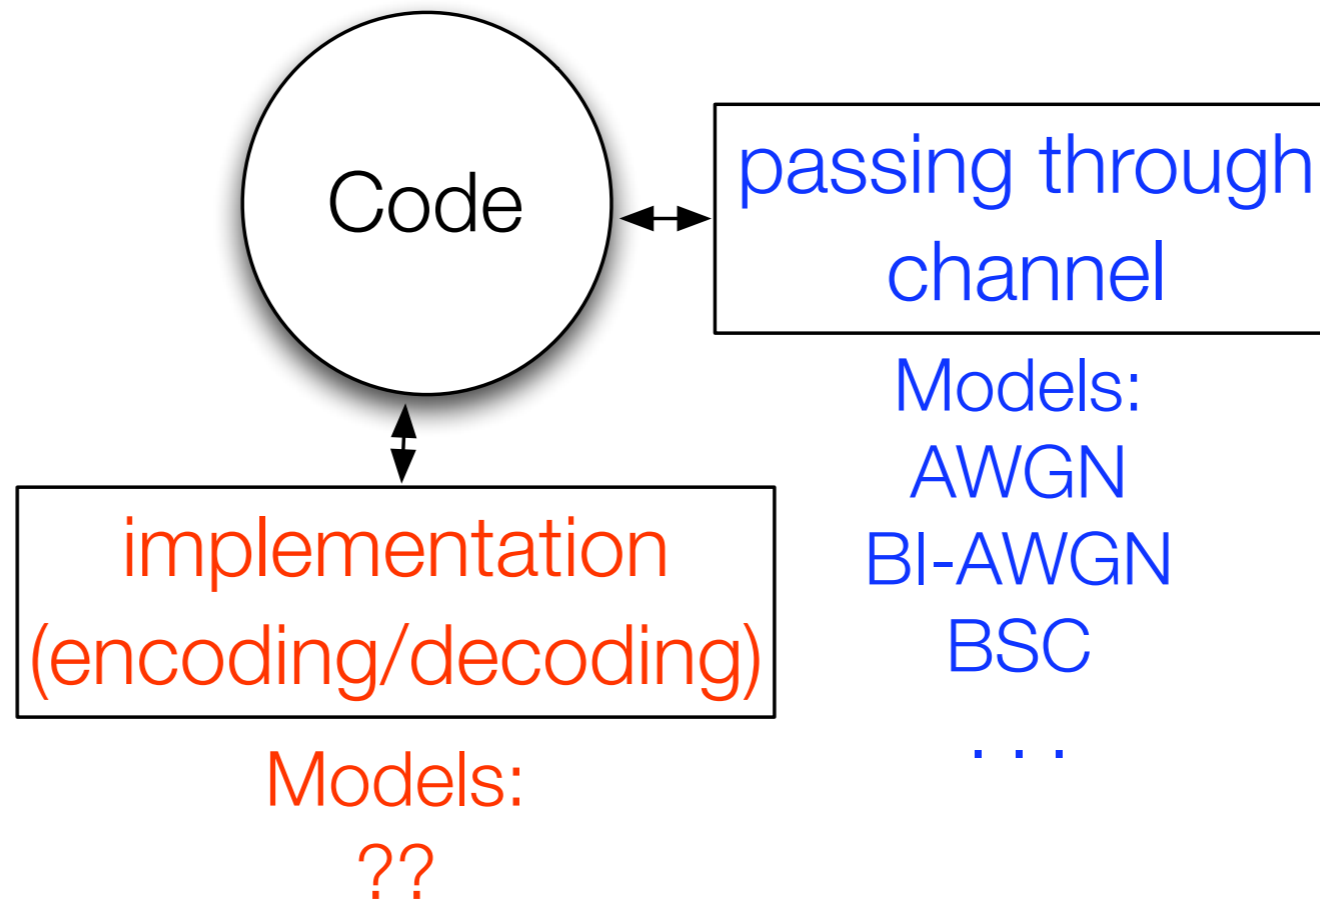 Code
passing through
channel
Models:
AWGN
BI-AWGN
BSC
. . .
implementation
(encoding/decoding)
Models:
??